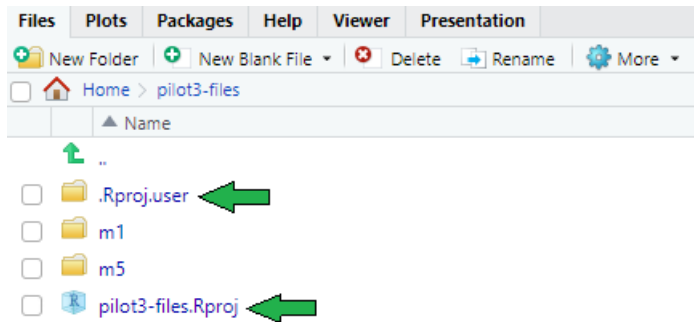 Files Plots Packages Help Viewer Presentation
New Folder New Blank File Delete Rename More
Home > pilot3-files
Name
..
.Rproj.user
m1
m5
R pilot3-files.Rproj